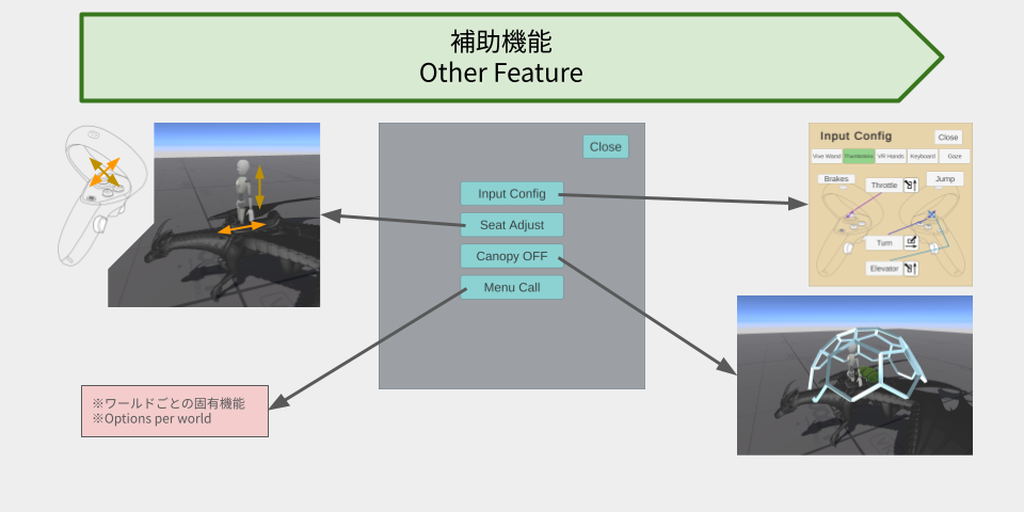 補助機能
Other Feature
Close
Input Config
Seat Adjust
Canopy OFF
Menu Call
Input Config
Close
Vive Wand
Thumbstick
VR Hands
Keyboard
Gaze
Brakes
Throttle
Jump
Turn
Elevator
※ワールドごとの固有機能
※Options per world